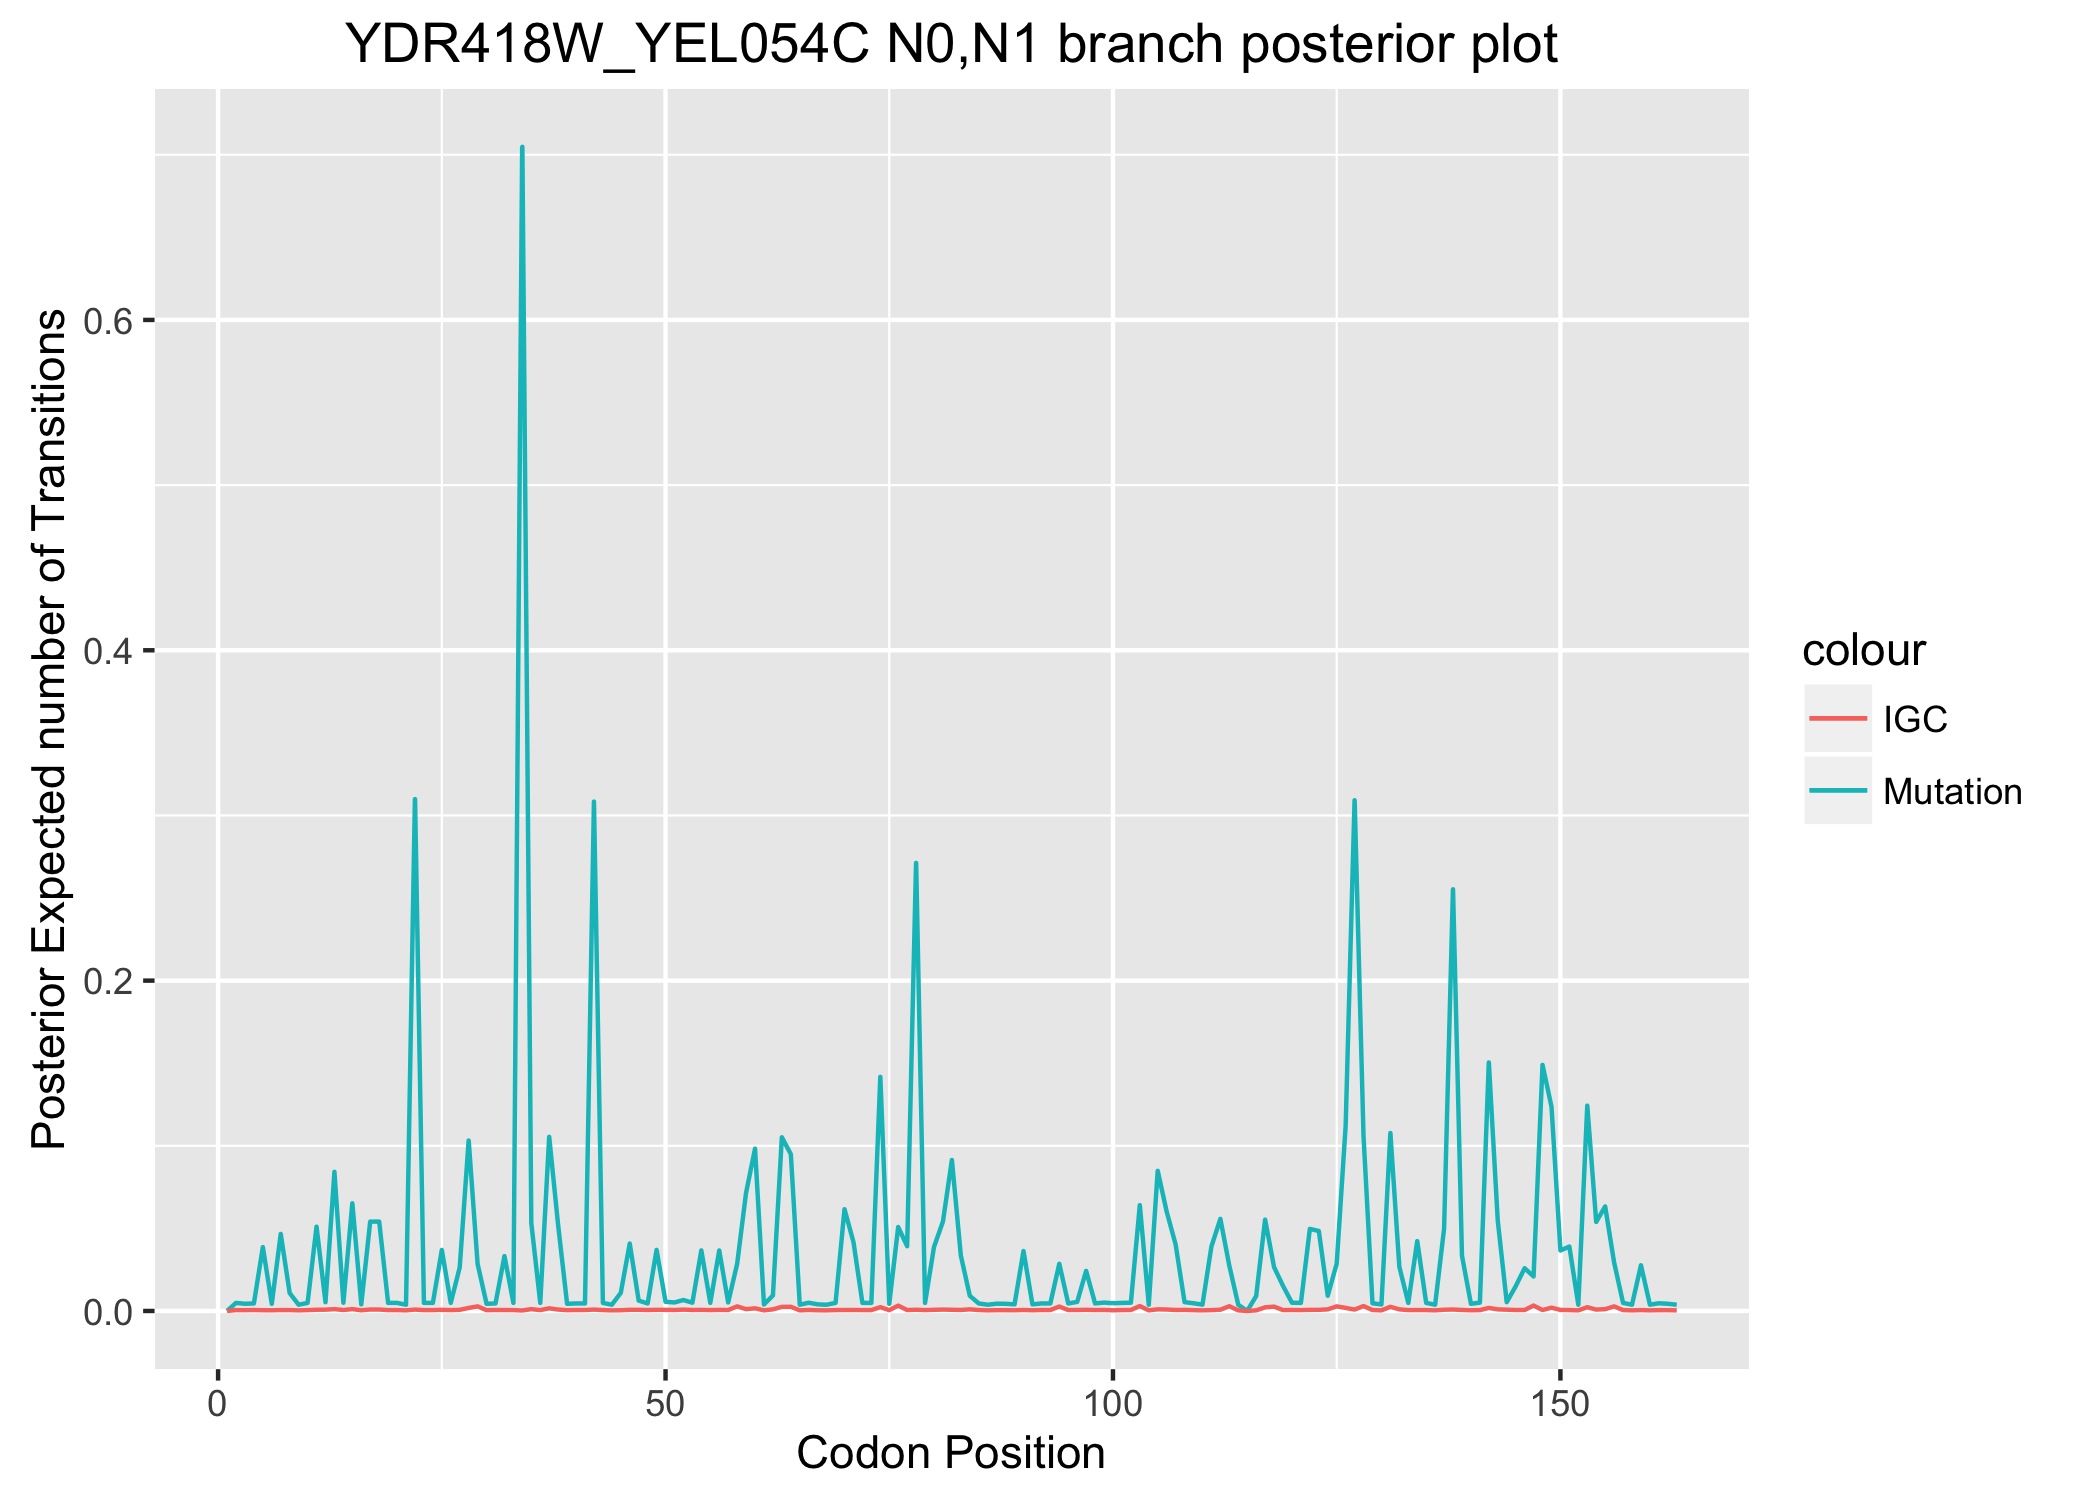 YDR418W_YEL054C N0,N1 branch posterior plot
Posterior Expected number of Transitions
0.6
0.4
0.2
0.0
0 50 100 150
Codon Position
colour
IGC
Mutation